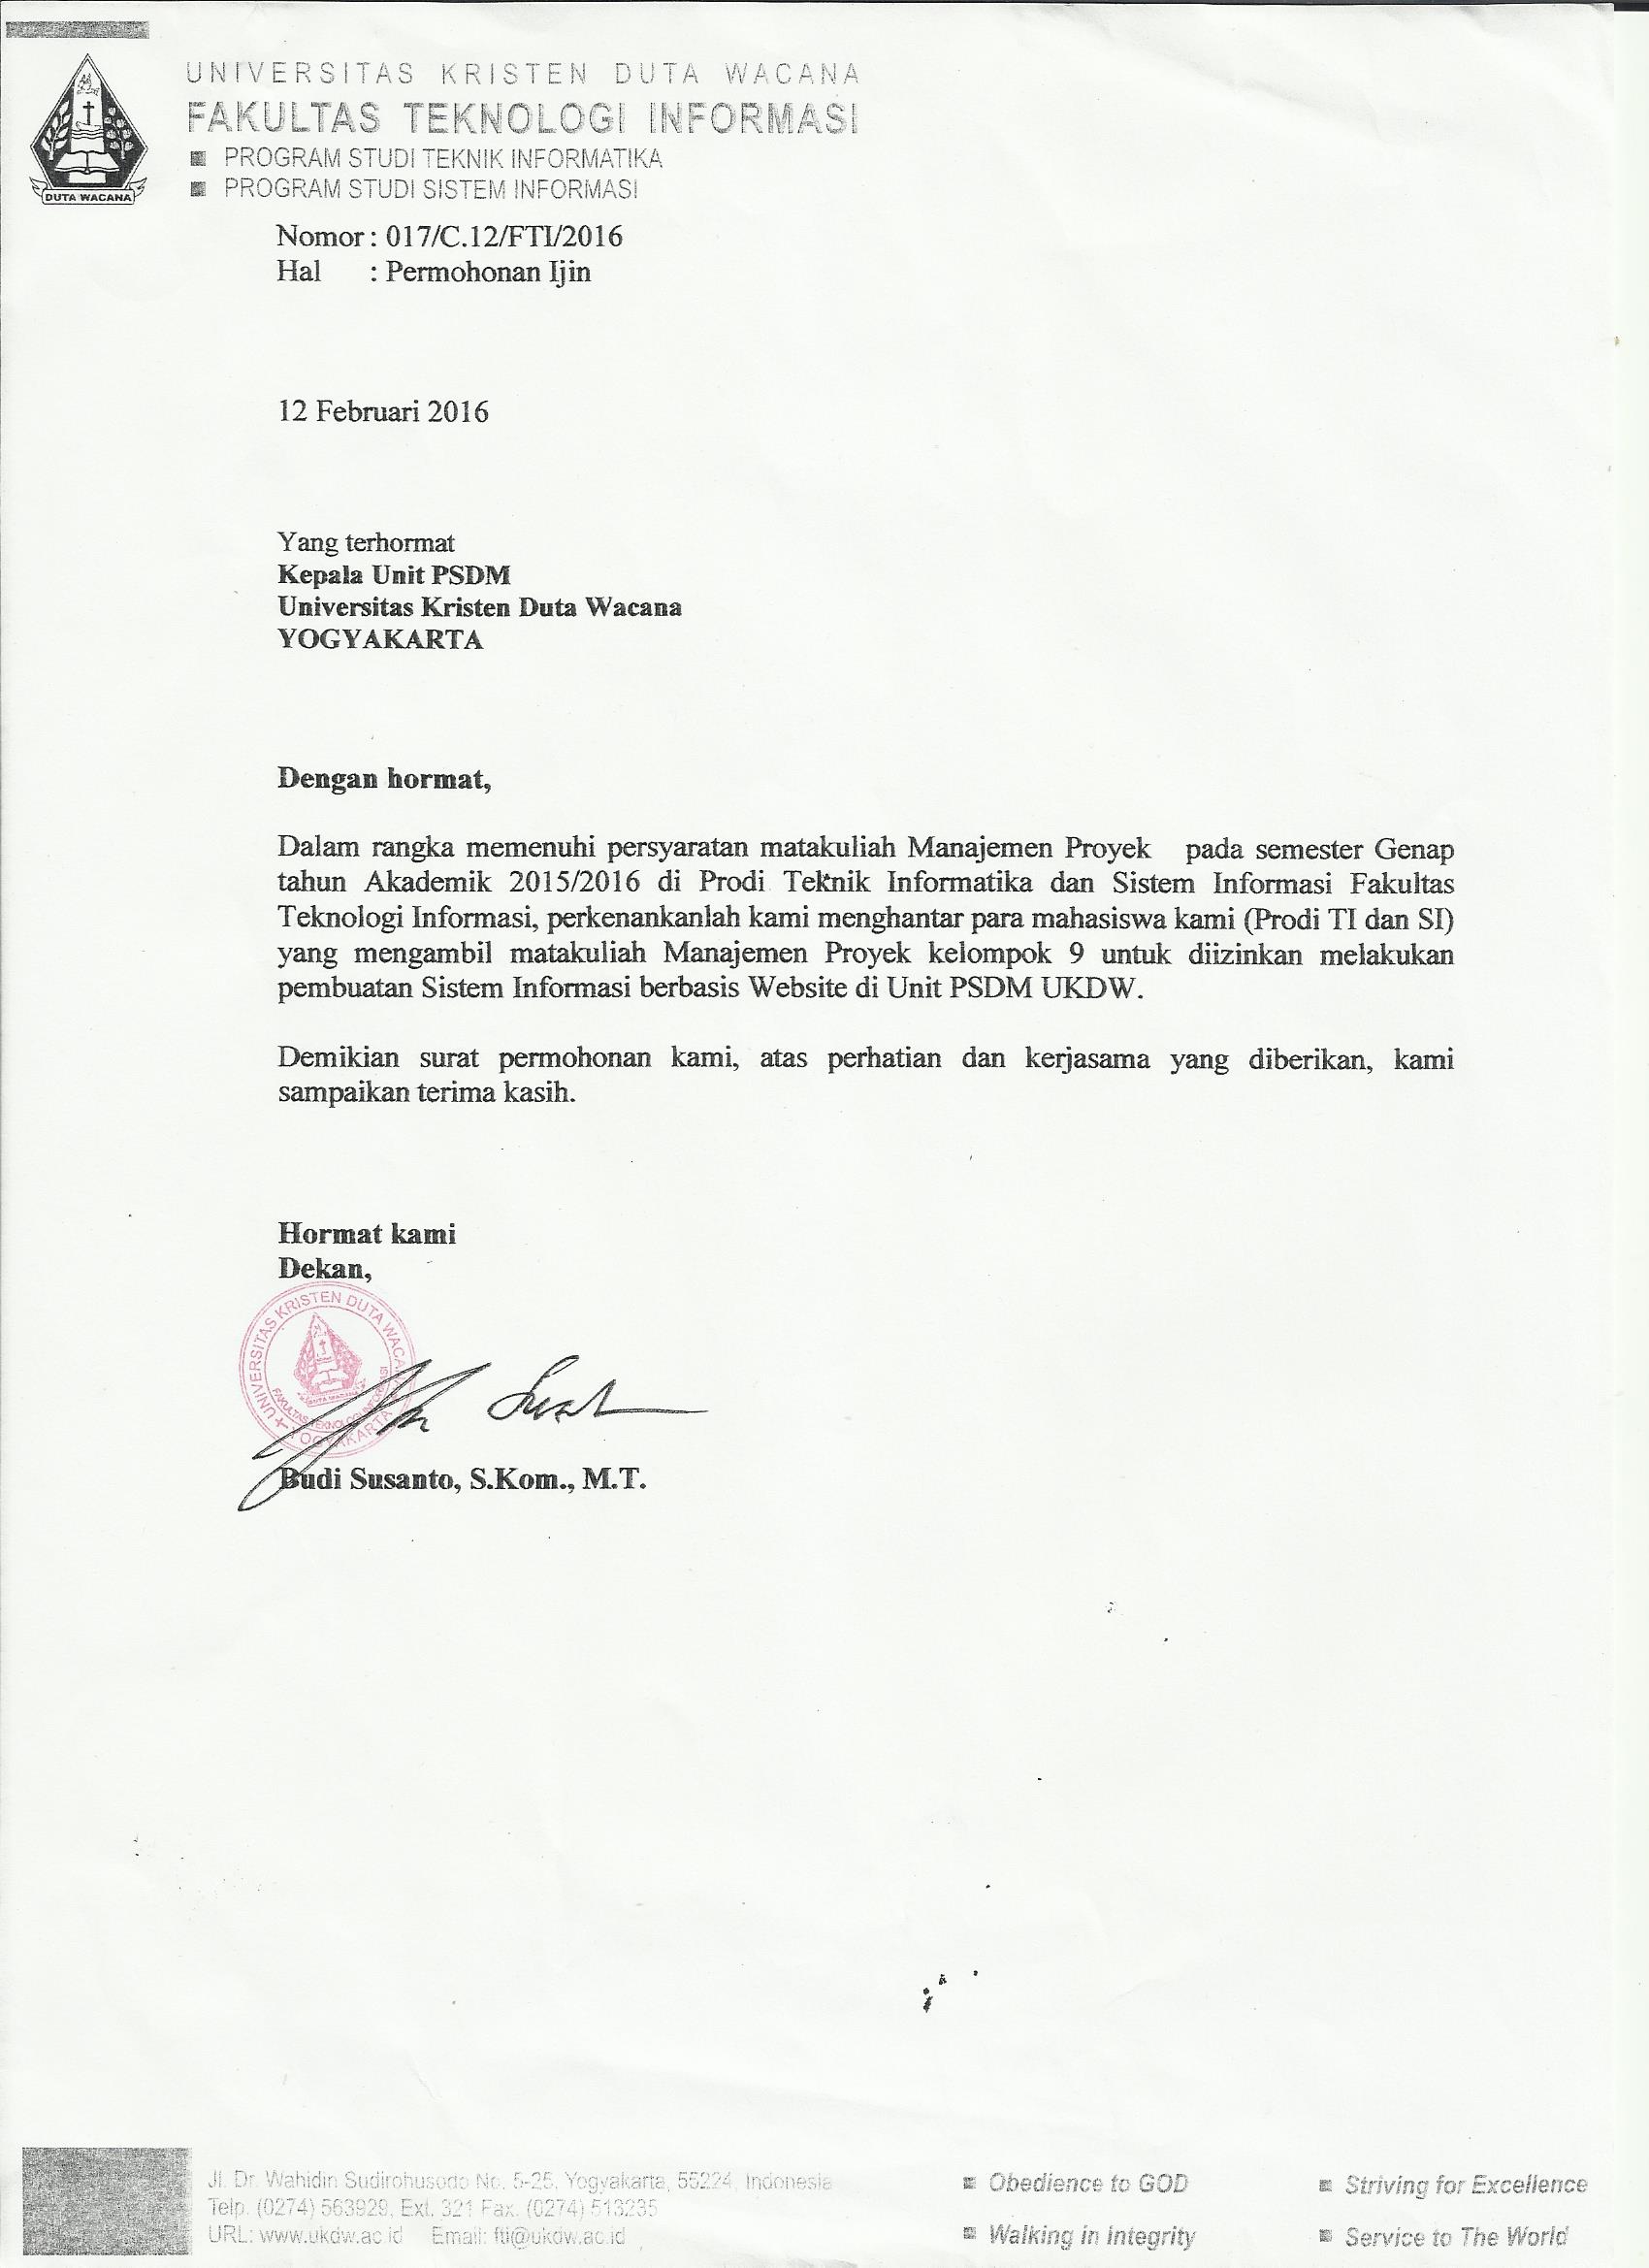 UNIVERSITAS KRISTEN DUTA WACANA
FAKULTAS TEKNOLOGI INFORMASI
PROGRAM STUDI TEKNIK INFORMATIKA
PROGRAM STUDI SISTEM INFORMASI
DUTA WACANA
Nomor : 017/C.12/FTI/2016
Hal : Permohonan Ijin
12 Februari 2016
Yang terhormat
Kepala Unit PSDM
Universitas Kristen Duta Wacana
YOGYAKARTA
Dengan hormat,
Dalam rangka memenuhi persyaratan matakuliah Manajemen Proyek pada semester Genap
tahun Akademik 2015/2016 di Prodi Teknik Informatika dan Sistem Informasi Fakultas
Teknologi Informasi, perkenankanlah kami menghantar para mahasiswa kami (Prodi TI dan SI)
yang mengambil matakuliah Manajemen Proyek kelompok 9 untuk diizinkan melakukan
pembuatan Sistem Informasi berbasis Website di Unit PSDM UKDW.
Demikian surat permohonan kami, atas perhatian dan kerjasama yang diberikan, kami
sampaikan terima kasih.
Hormat kami
Dekan,
UNIVERSITAS KRISTEN DUTA WACANA
FAKULTAS TEKNOLOGI INFORMASI
YOGYAKARTA
Budi Susanto, S.Kom., M.T.
Jl. Dr. Wahidin Sudirohusodo No. 5-25, Yogyakarta, 55224, Indonesia
Telp. (0274) 563929, Ext. 321 Fax. (0274) 513235
URL: www.ukdw.ac.id Email: fti@ukdw.ac.id
Obedience to GOD
Walking in Integrity
Striving for Excellence
Service to The World